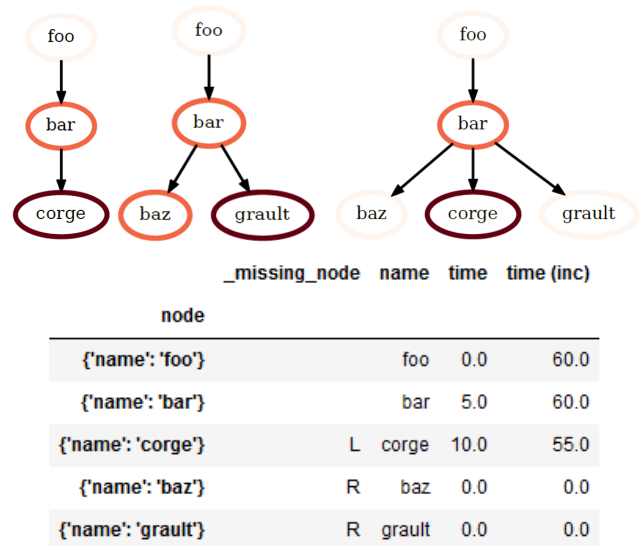 foo foo foo
bar bar bar
corge baz grault baz corge grault
_missing_node name time time (inc)
node
{'name': 'foo'} foo 0.0 60.0
{'name': 'bar'} bar 5.0 60.0
{'name': 'corge'} L corge 10.0 55.0
{'name': 'baz'} R baz 0.0 0.0
{'name': 'grault'} R grault 0.0 0.0